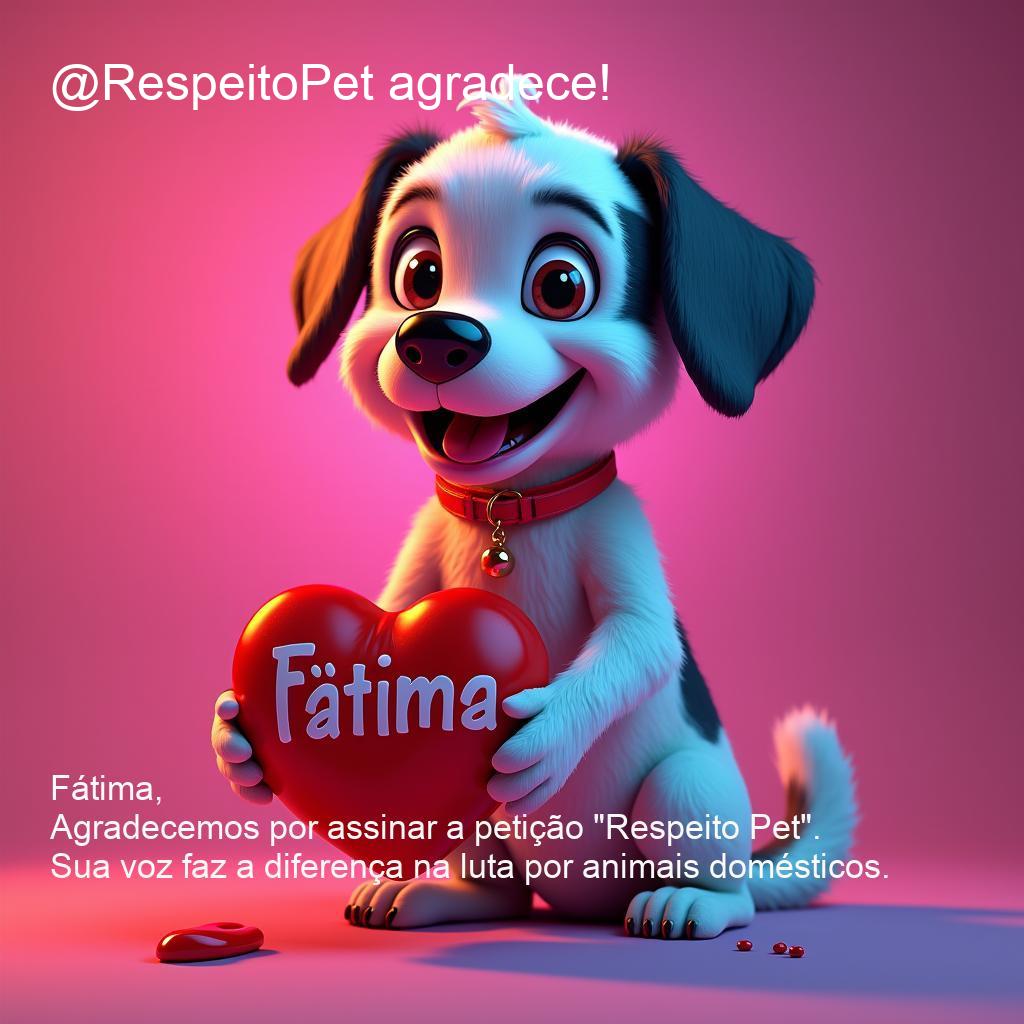 @RespeitoPet agradece!
Fätima
Fátima,
Agradecemos por assinar a petição "Respeito Pet".
Sua voz faz a diferença na luta por animais domésticos.